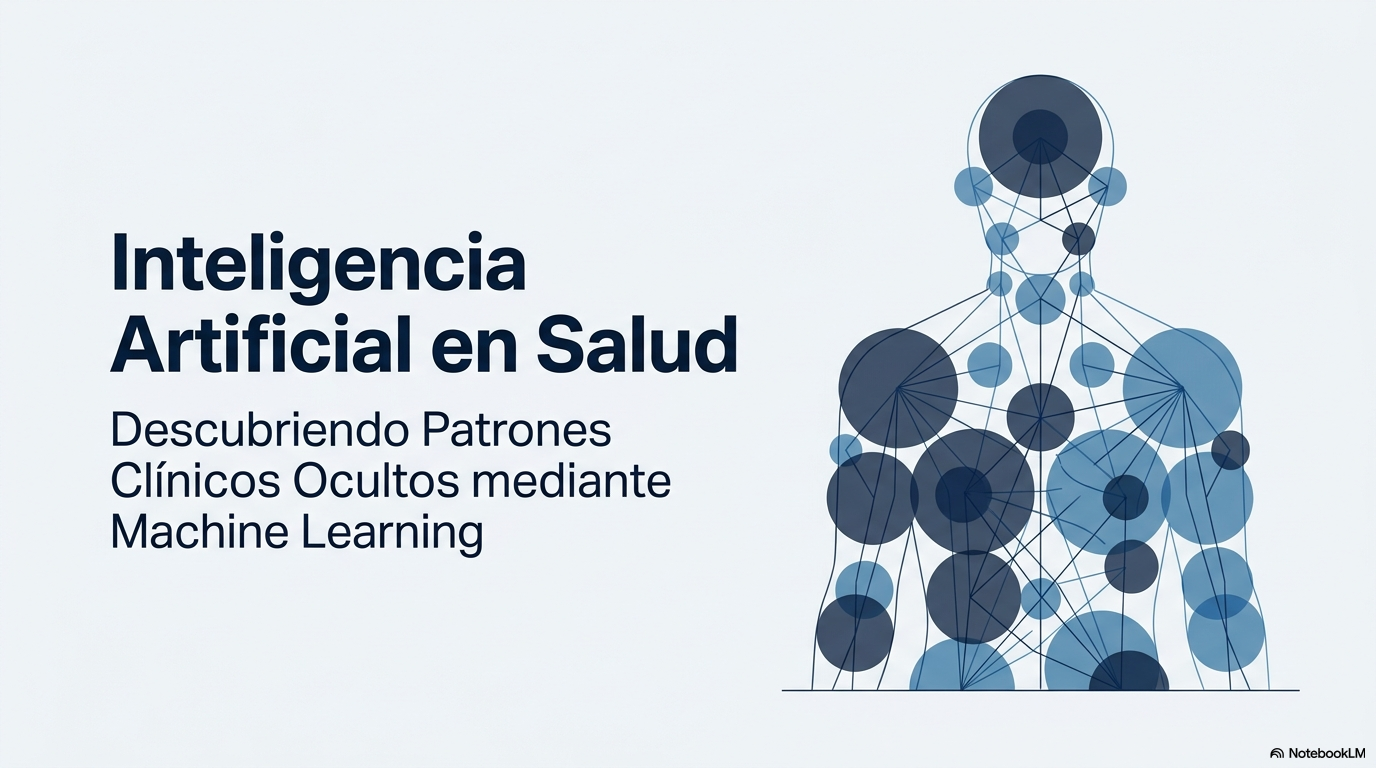 Inteligencia
Artificial en Salud
Descubriendo Patrones
Clínicos Ocultos mediante
Machine Learning
NotebookLM